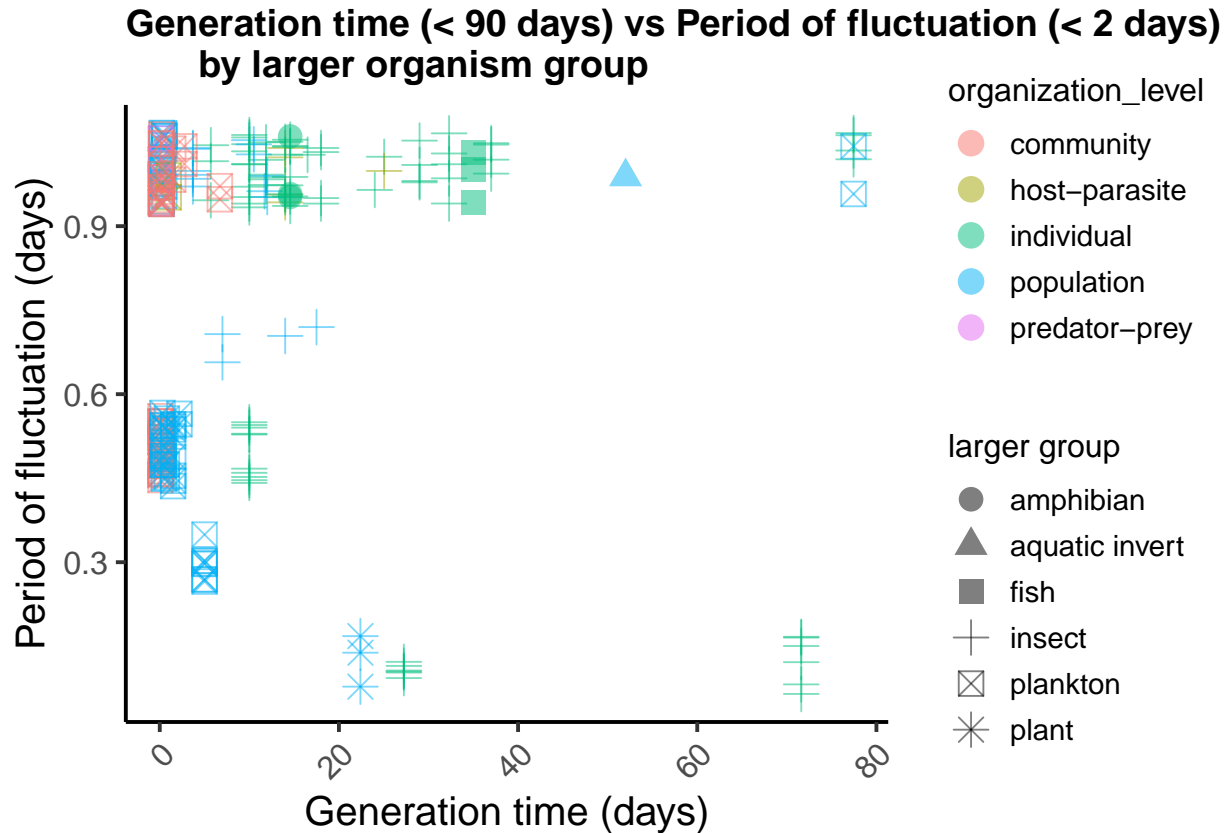 Generation time (< 90 days) vs Period of fluctuation (< 2 days)
by larger organism group
Period of fluctuation (days)
0.9
0.6
0.3
0
20
40
60
80
Generation time (days)
organization_level
community
host−parasite
individual
population
predator−prey
larger group
amphibian
aquatic invert
fish
insect
plankton
plant